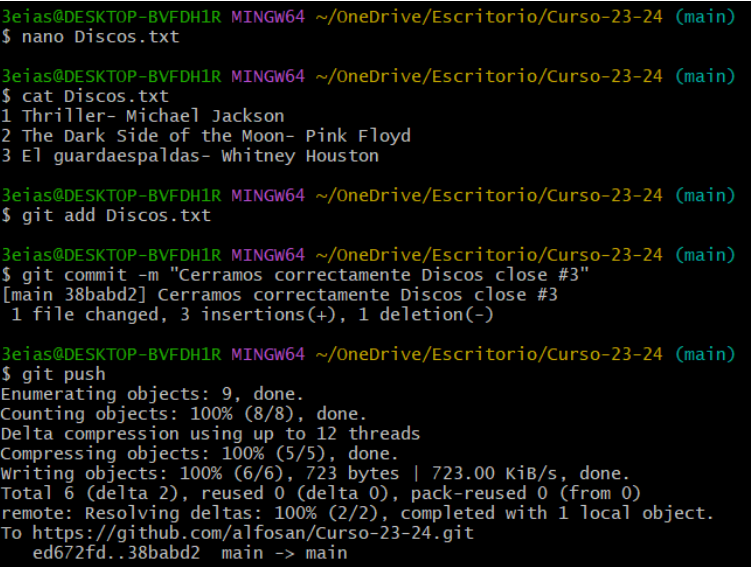 3eias@DESKTOP-BVFDH1R MINGW64 ~/OneDrive/Escritorio/Curso-23-24 (main)
$ nano Discos.txt
3eias@DESKTOP-BVFDH1R MINGW64 ~/OneDrive/Escritorio/Curso-23-24 (main)
$ cat Discos.txt
1 Thriller- Michael Jackson
2 The Dark Side of the Moon- Pink Floyd
3 El guardaespaldas- Whitney Houston
3eias@DESKTOP-BVFDH1R MINGW64 ~/OneDrive/Escritorio/Curso-23-24 (main)
$ git add Discos.txt
3eias@DESKTOP-BVFDH1R MINGW64 ~/OneDrive/Escritorio/Curso-23-24 (main)
$ git commit -m "Cerramos correctamente Discos close #3"
[main 38babd2] Cerramos correctamente Discos close #3
1 file changed, 3 insertions(+), 1 deletion(-)
3eias@DESKTOP-BVFDH1R MINGW64 ~/OneDrive/Escritorio/Curso-23-24 (main)
$ git push
Enumerating objects: 9, done.
Counting objects: 100% (8/8), done.
Delta compression using up to 12 threads
Compressing objects: 100% (5/5), done.
Writing objects: 100% (6/6), 723 bytes | 723.00 KiB/s, done.
Total 6 (delta 2), reused 0 (delta 0), pack-reused 0 (from 0)
remote: Resolving deltas: 100% (2/2), completed with 1 local object.
To https://github.com/alfosan/Curso-23-24.git
ed672fd..38babd2  main -> main